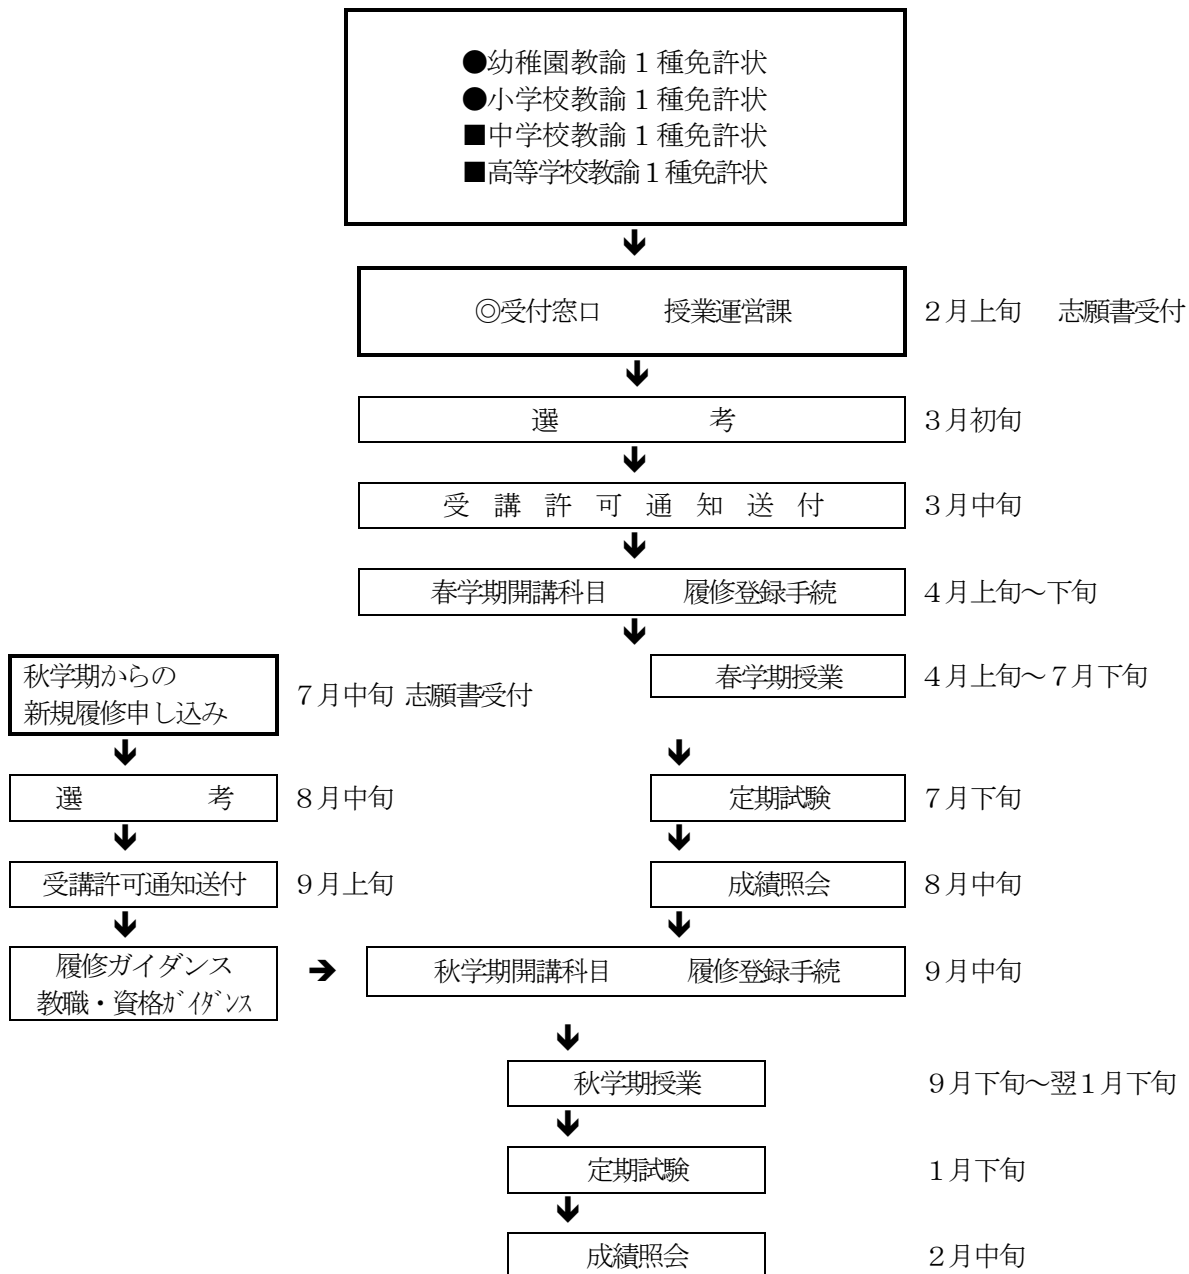 ●幼稚園教諭１種免許状
●小学校教諭１種免許状
■中学校教諭１種免許状
■高等学校教諭１種免許状
◎受付窓口　　授業運営課　２月上旬　志願書受付
選　　　　考　３月初旬
受　講　許　可　通　知　送　付　３月中旬
春学期開講科目　　履修登録手続　４月上旬～下旬
秋学期からの
新規履修申し込み　７月中旬 志願書受付
春学期授業　４月上旬～７月下旬
選　　　　考　８月中旬
定期試験　７月下旬
受講許可通知送付　９月上旬
成績照会　８月中旬
履修ガイダンス
教職・資格ｶﾞｲﾀﾞﾝｽ
秋学期開講科目　　履修登録手続　９月中旬
秋学期授業　９月下旬～翌１月下旬
定期試験　１月下旬
成績照会　２月中旬